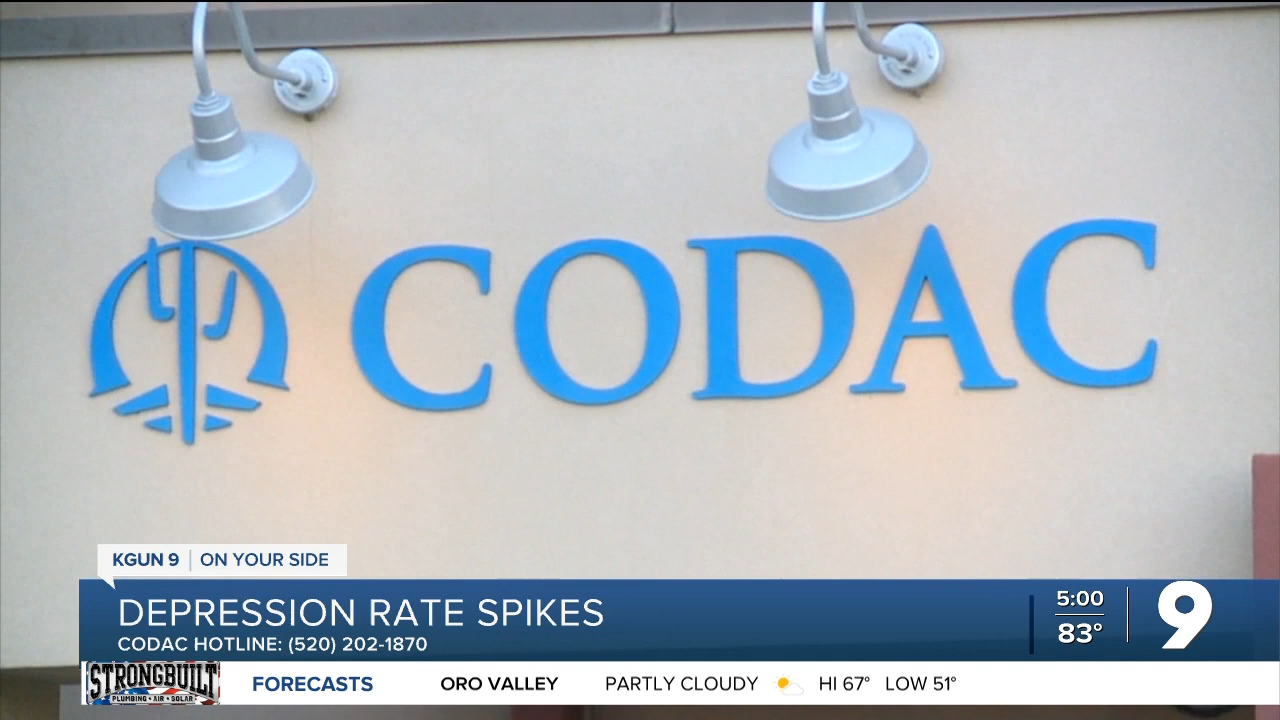 CODAC
KGUN 9 | ON YOUR SIDE
DEPRESSION RATE SPIKES
CODAC HOTLINE: (520) 202-1870
5:00
83°
9
STRONGBUILT
PLUMBING • AIR • SOLAR
FORECASTS ORO VALLEY PARTLY CLOUDY HI 67° LOW 51°